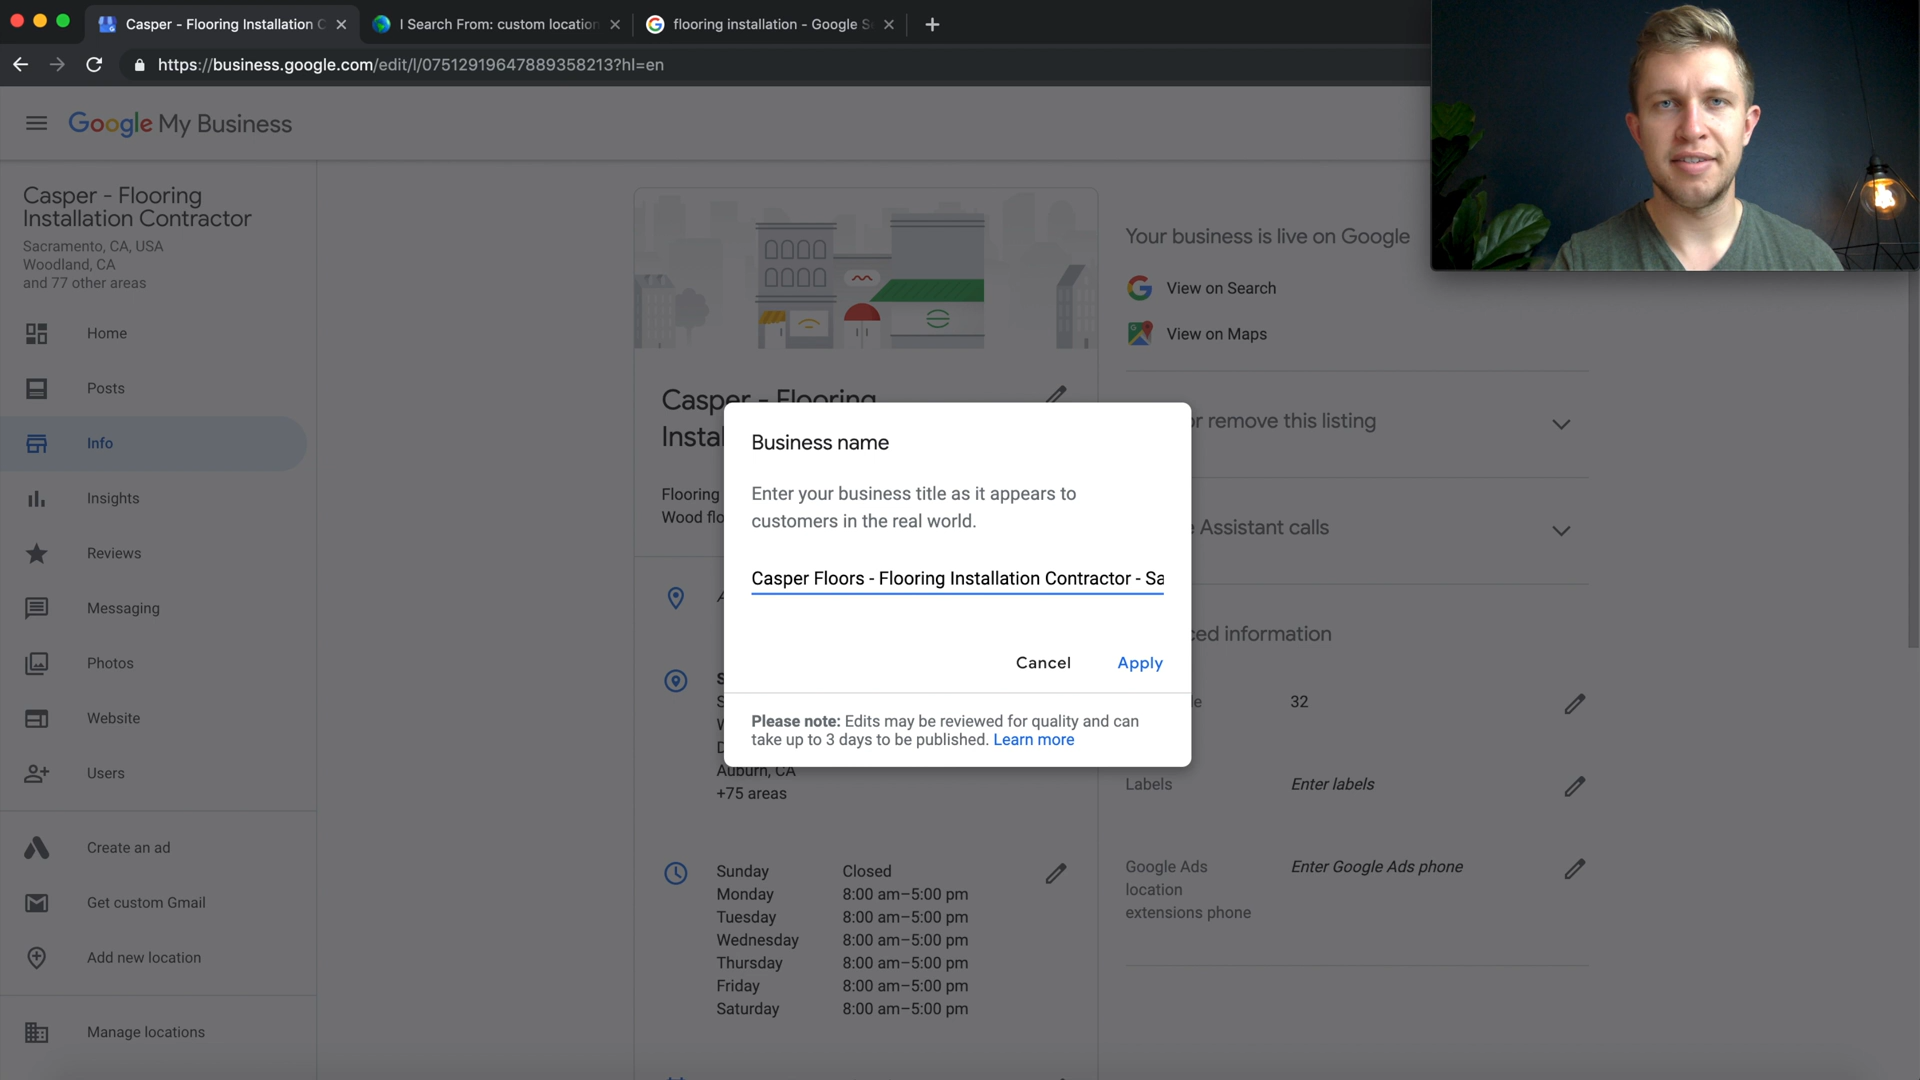 Casper - Flooring Installation C
I Search From: custom location
flooring installation - Google S
https://business.google.com/edit/l/07512919647889358213?hl=en
Google My Business
Casper - Flooring
Installation Contractor
Sacramento, CA, USA
Woodland, CA
and 77 other areas
Home
Posts
Info
Insights
Reviews
Messaging
Photos
Website
Users
Create an ad
Get custom Gmail
Add new location
Manage locations
Casper - Flooring
Insta
Flooring
Wood flo
Auburn, CA
+75 areas
Sunday Closed
Monday 8:00 am–5:00 pm
Tuesday 8:00 am–5:00 pm
Wednesday 8:00 am–5:00 pm
Thursday 8:00 am–5:00 pm
Friday 8:00 am–5:00 pm
Saturday 8:00 am–5:00 pm
Business name
Enter your business title as it appears to
customers in the real world.
Casper Floors - Flooring Installation Contractor - Sa
Cancel Apply
Please note: Edits may be reviewed for quality and can
take up to 3 days to be published. Learn more
Your business is live on Google
View on Search
View on Maps
or remove this listing
Assistant calls
ced information
32
Labels Enter labels
Google Ads
location
extensions phone
Enter Google Ads phone